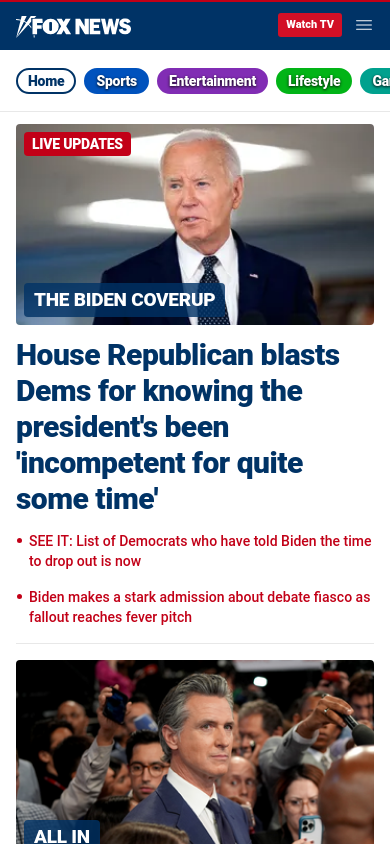 FOX NEWS
Watch TV
Home
Sports
Entertainment
Lifestyle
LIVE UPDATES
THE BIDEN COVERUP
House Republican blasts
Dems for knowing the
president's been
'incompetent for quite
some time'
• SEE IT: List of Democrats who have told Biden the time
to drop out is now
• Biden makes a stark admission about debate fiasco as
fallout reaches fever pitch
ALL IN